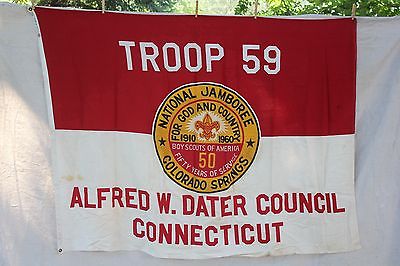 TROOP 59
NATIONAL JAMBOREE
FOR GOD AND COUNTRY
1910 1960
BOY SCOUTS OF AMERICA
50
FIFTY YEARS OF SERVICE
COLORADO SPRINGS
ALFRED W. DATER COUNCIL
CONNECTICUT